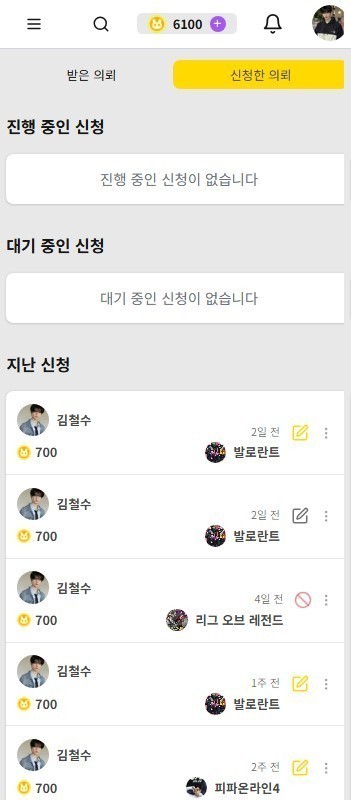 6100
받은 의뢰
신청한 의뢰
진행 중인 신청
진행 중인 신청이 없습니다
대기 중인 신청
대기 중인 신청이 없습니다
지난 신청
김철수
2일 전
700
발로란트
김철수
2일 전
700
발로란트
김철수
4일 전
700
리그 오브 레전드
김철수
1주 전
700
발로란트
김철수
2주 전
700
피파온라인4